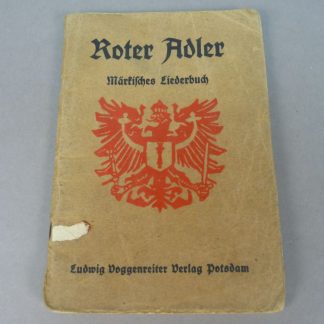 Roter Adler
Märkisches Liederbuch
Ludwig Voggenreiter Verlag Potsdam